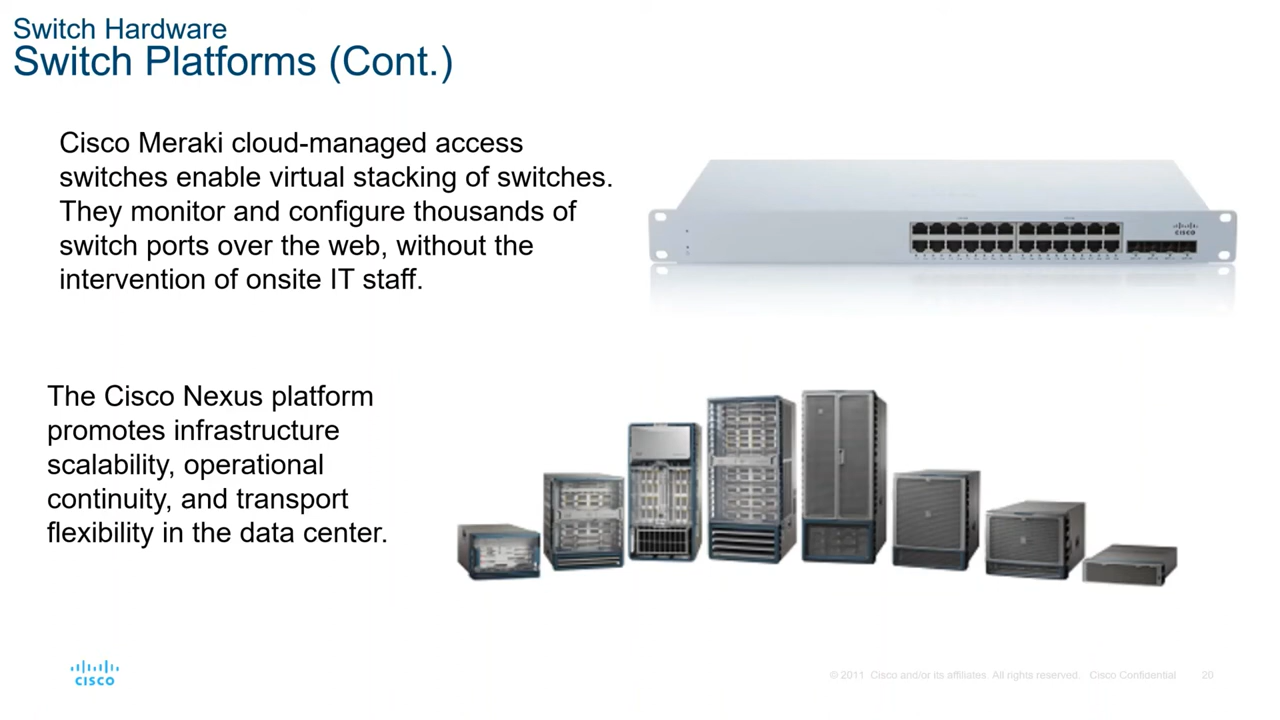 Switch Hardware
Switch Platforms (Cont.)
Cisco Meraki cloud-managed access
switches enable virtual stacking of switches.
They monitor and configure thousands of
switch ports over the web, without the
intervention of onsite IT staff.
CISCO
The Cisco Nexus platform
promotes infrastructure
scalability, operational
continuity, and transport
flexibility in the data center.
CISCO
© 2011 Cisco and/or its affiliates. All rights reserved. Cisco Confidential 20